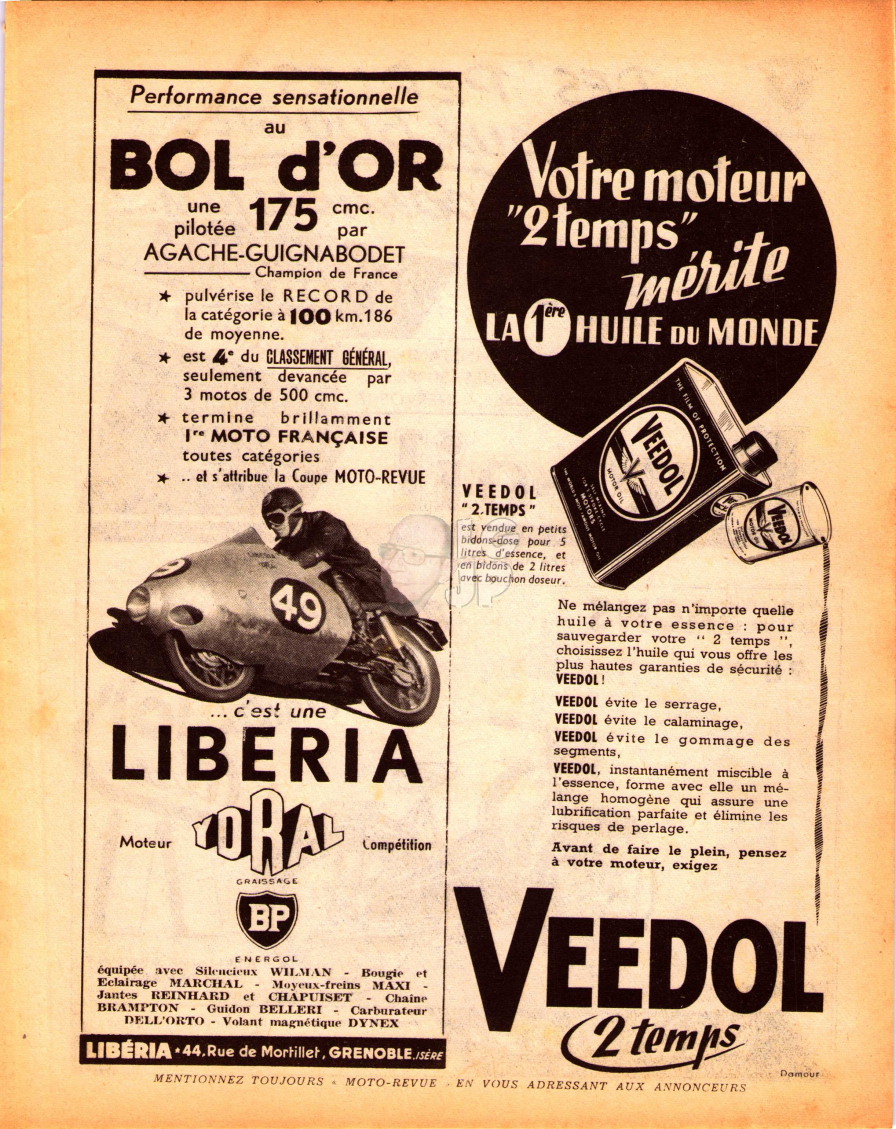 Performance sensationnelle
au
BOL d'OR
une 175 cmc.
pilotée par
AGACHE-GUIGNABODET
Champion de France
★ pulvérise le RECORD de
la catégorie à 100 km.186
de moyenne.
★ est 4e du CLASSEMENT GÉNÉRAL,
seulement devancée par
3 motos de 500 cmc.
★ termine brillamment
1re MOTO FRANÇAISE
toutes catégories
★ .. et s'attribue la Coupe MOTO-REVUE
49
... c'est une
LIBERIA
Moteur YDRAL Compétition
GRAISSAGE
BP
ENERGOL
équipée avec Silencieux WILMAN - Bougie et
Eclairage MARCHAL - Moyeux-freins MAXI -
Jantes REINHARD et CHAPUISET - Chaine
BRAMPTON - Guidon BELLERI - Carburateur
DELL'ORTO - Volant magnétique DYNEX
LIBÉRIA ★ 44, Rue de Mortillet, GRENOBLE. ISÈRE
Votre moteur
"2 temps"
mérite
LA 1ère HUILE DU MONDE
THE FILM OF PROTECTION
VEEDOL
MOTOR OIL
VEEDOL
VEEDOL
"2.TEMPS"
est vendue en petits
bidons-dose pour 5
litres d'essence, et
en bidons de 2 litres
avec bouchon doseur.
JP
Ne mélangez pas n'importe quelle
huile à votre essence : pour
sauvegarder votre " 2 temps ",
choisissez l'huile qui vous offre les
plus hautes garanties de sécurité :
VEEDOL !
VEEDOL évite le serrage,
VEEDOL évite le calaminage,
VEEDOL évite le gommage des
segments,
VEEDOL, instantanément miscible à
l'essence, forme avec elle un mé-
lange homogène qui assure une
lubrification parfaite et élimine les
risques de perlage.
Avant de faire le plein, pensez
à votre moteur, exigez
VEEDOL
2 temps
Damour
MENTIONNEZ TOUJOURS « MOTO-REVUE » EN VOUS ADRESSANT AUX ANNONCEURS